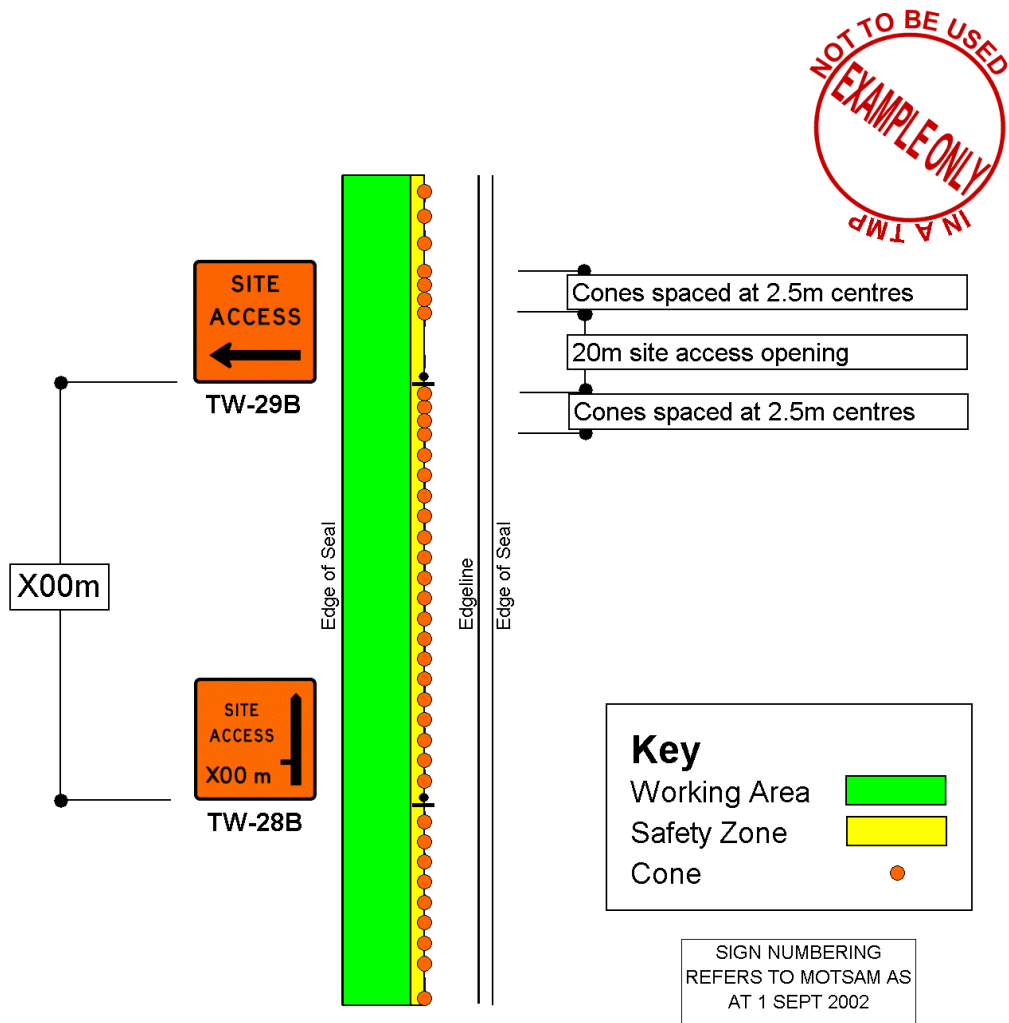 NOT TO BE USED
EXAMPLE ONLY
IN A TMP
SITE
ACCESS
TW-29B
Cones spaced at 2.5m centres
20m site access opening
Cones spaced at 2.5m centres
X00m
Edge of Seal
Edgeline
Edge of Seal
SITE
ACCESS
X00 m
TW-28B
Key
Working Area
Safety Zone
Cone
SIGN NUMBERING
REFERS TO MOTSAM AS
AT 1 SEPT 2002